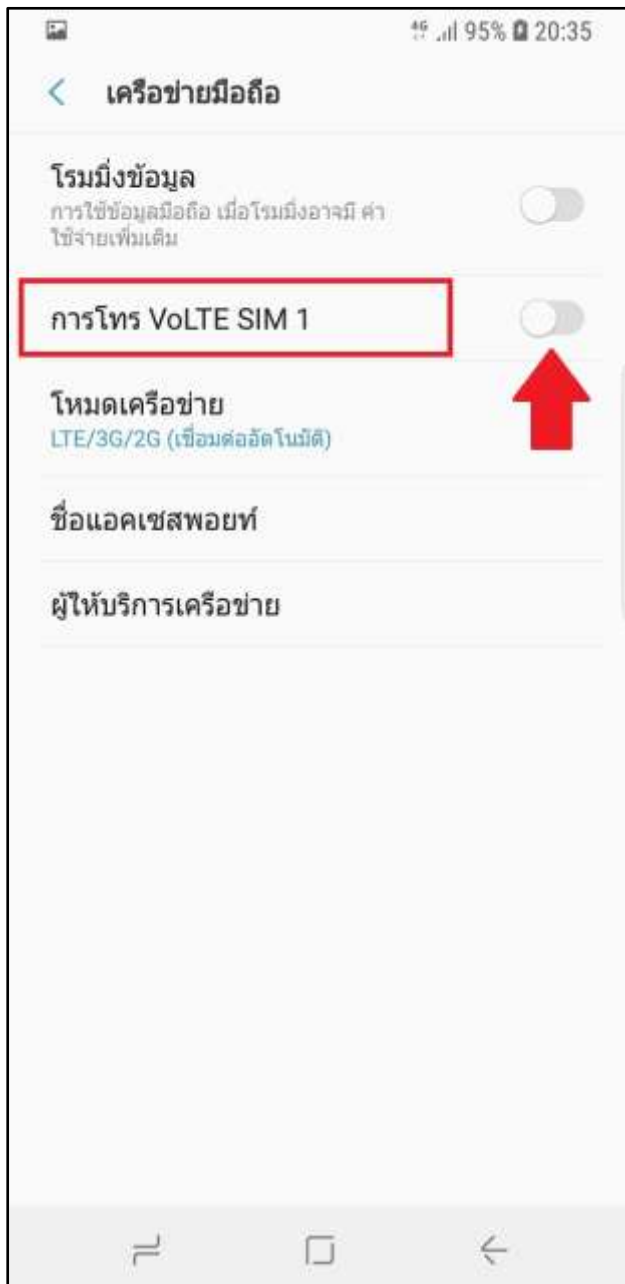 4G 95% 20:35
เครือข่ายมือถือ
โรมมิ่งข้อมูล
การใช้ข้อมูลมือถือ เมื่อโรมมิ่งอาจมี ค่า
ใช้จ่ายเพิ่มเติม
การโทร VoLTE SIM 1
โหมดเครือข่าย
LTE/3G/2G (เชื่อมต่ออัตโนมัติ)
ชื่อแอคเซสพอยท์
ผู้ให้บริการเครือข่าย